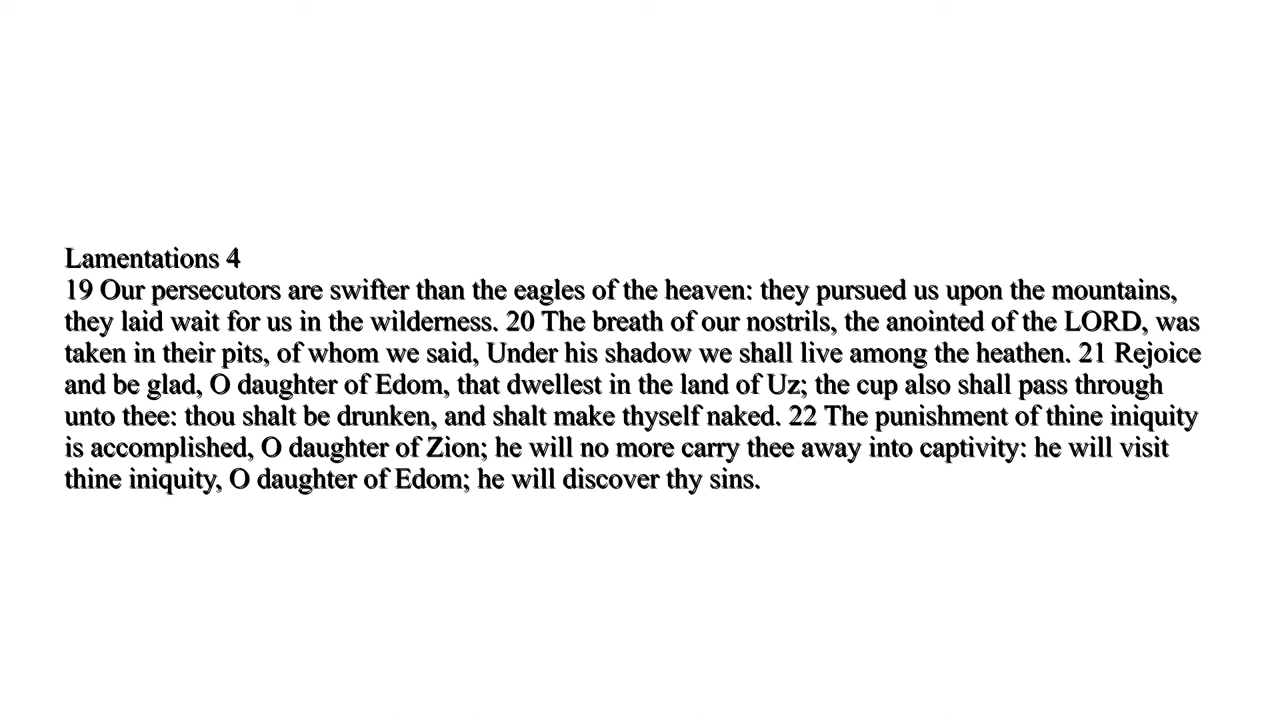 Lamentations 4
19 Our persecutors are swifter than the eagles of the heaven: they pursued us upon the mountains,
they laid wait for us in the wilderness. 20 The breath of our nostrils, the anointed of the LORD, was
taken in their pits, of whom we said, Under his shadow we shall live among the heathen. 21 Rejoice
and be glad, O daughter of Edom, that dwellest in the land of Uz; the cup also shall pass through
unto thee: thou shalt be drunken, and shalt make thyself naked. 22 The punishment of thine iniquity
is accomplished, O daughter of Zion; he will no more carry thee away into captivity: he will visit
thine iniquity, O daughter of Edom; he will discover thy sins.